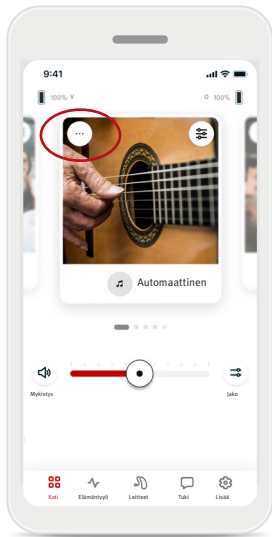 9:41
100% V
O 100%
Automaattinen
Mykistys
Jako
Koti Elämäntyyli Laitteet Tuki Lisää